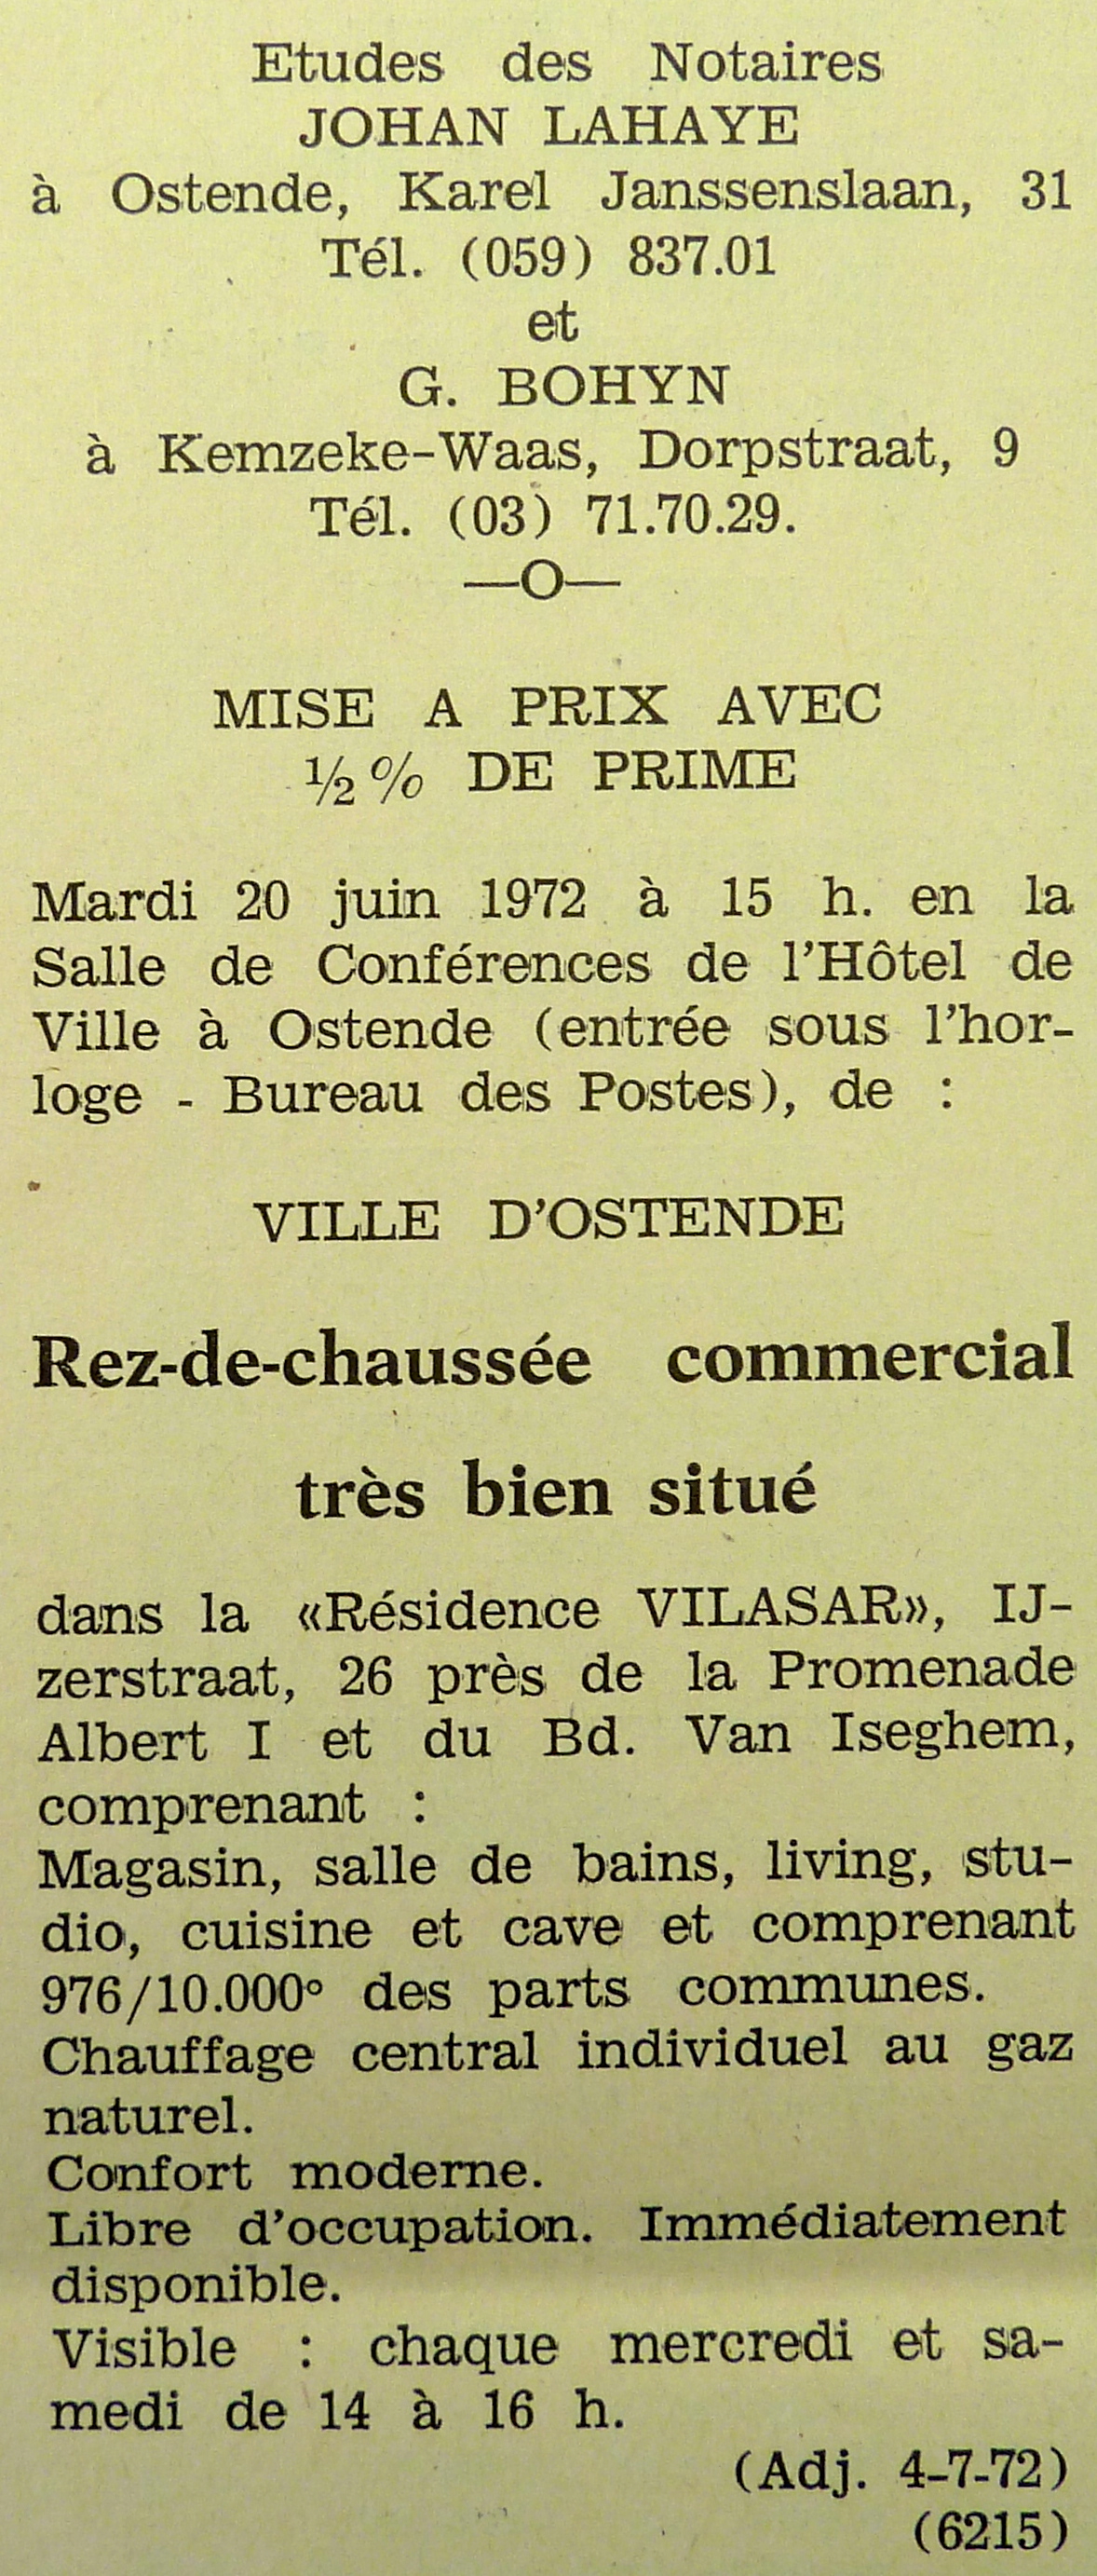 Etudes des Notaires
JOHAN LAHAYE
à Ostende, Karel Janssenslaan, 31
Tél. (059) 837.01
et
G. BOHYN
à Kemzeke-Waas, Dorpstraat, 9
Tél. (03) 71.70.29.
—O—
MISE A PRIX AVEC
½ % DE PRIME
Mardi 20 juin 1972 à 15 h. en la
Salle de Conférences de l'Hôtel de
Ville à Ostende (entrée sous l'hor-
loge - Bureau des Postes), de :
VILLE D'OSTENDE
Rez-de-chaussée commercial
très bien situé
dans la «Résidence VILASAR», IJ-
zerstraat, 26 près de la Promenade
Albert I et du Bd. Van Iseghem,
comprenant :
Magasin, salle de bains, living, stu-
dio, cuisine et cave et comprenant
976/10.000° des parts communes.
Chauffage central individuel au gaz
naturel.
Confort moderne.
Libre d'occupation. Immédiatement
disponible.
Visible : chaque mercredi et sa-
medi de 14 à 16 h.
(Adj. 4-7-72)
(6215)